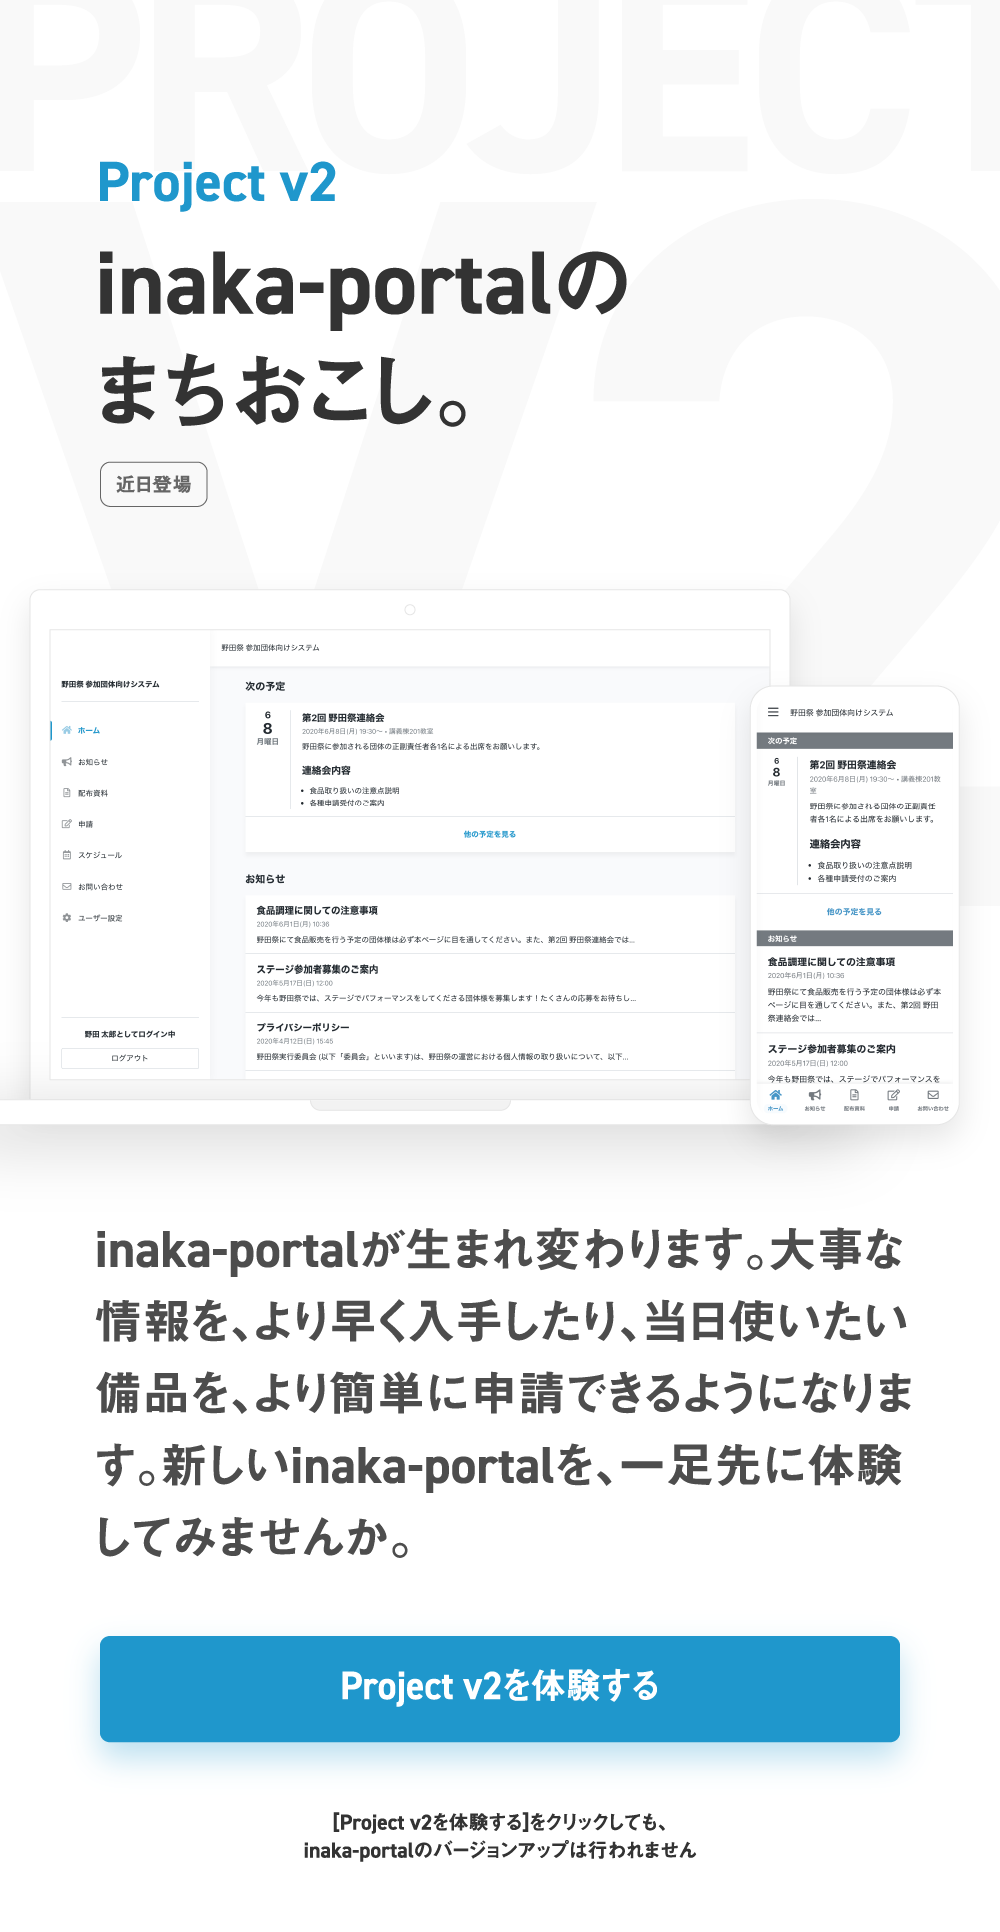 PROJECT
V2
Project v2
inaka-portalの
まちおこし。
近日登場
野田祭 参加団体向けシステム
ホーム
お知らせ
配布資料
申請
スケジュール
お問い合わせ
ユーザー設定
野田 太郎としてログイン中
ログアウト
野田祭 参加団体向けシステム
次の予定
6
8
月曜日
第2回 野田祭連絡会
2020年6月8日(月) 19:30〜 • 講義棟201教室
野田祭に参加される団体の正副責任者各1名による出席をお願いします。
連絡会内容
• 食品取り扱いの注意点説明
• 各種申請受付のご案内
他の予定を見る
お知らせ
食品調理に関しての注意事項
2020年6月1日(月) 10:36
野田祭にて食品販売を行う予定の団体様は必ず本ページに目を通してください。また、第2回 野田祭連絡会では...
ステージ参加者募集のご案内
2020年5月17日(日) 12:00
今年も野田祭では、ステージでパフォーマンスをしてくださる団体様を募集します！たくさんの応募をお待ちし...
プライバシーポリシー
2020年4月12日(日) 15:45
野田祭実行委員会 (以下「委員会」といいます)は、野田祭の運営における個人情報の取り扱いについて、以下...
野田祭 参加団体向けシステム
次の予定
6
8
月曜日
第2回 野田祭連絡会
2020年6月8日(月) 19:30〜 • 講義棟201教
室
野田祭に参加される団体の正副責任
者各1名による出席をお願いします。
連絡会内容
• 食品取り扱いの注意点説明
• 各種申請受付のご案内
他の予定を見る
お知らせ
食品調理に関しての注意事項
2020年6月1日(月) 10:36
野田祭にて食品販売を行う予定の団体様は必ず本
ページに目を通してください。また、第2回 野田
祭連絡会では...
ステージ参加者募集のご案内
2020年5月17日(日) 12:00
今年も野田祭では、ステージでパフォーマンスを
ホーム
お知らせ
配布資料
申請
お問い合わせ
inaka-portalが生まれ変わります。大事な
情報を、より早く入手したり、当日使いたい
備品を、より簡単に申請できるようになりま
す。新しいinaka-portalを、一足先に体験
してみませんか。
Project v2を体験する
[Project v2を体験する]をクリックしても、
inaka-portalのバージョンアップは行われません